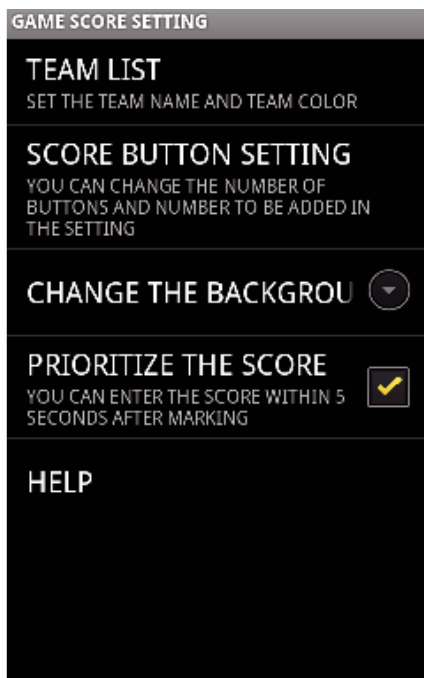 GAME SCORE SETTING
TEAM LIST
SET THE TEAM NAME AND TEAM COLOR
SCORE BUTTON SETTING
YOU CAN CHANGE THE NUMBER OF
BUTTONS AND NUMBER TO BE ADDED IN
THE SETTING
CHANGE THE BACKGROU
PRIORITIZE THE SCORE
YOU CAN ENTER THE SCORE WITHIN 5
SECONDS AFTER MARKING
HELP